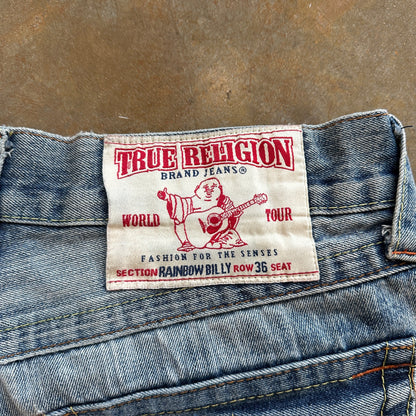 TRUE RELIGION
BRAND JEANS®
WORLD TOUR
FASHION FOR THE SENSES
SECTION RAINBOW BILLY ROW 36 SEAT